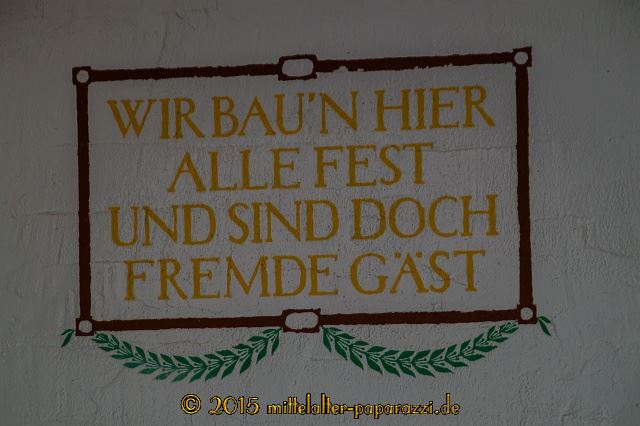 WIR BAU'N HIER
ALLE FEST
UND SIND DOCH
FREMDE GÄST
© 2015 mittelalter-paparazzi.de